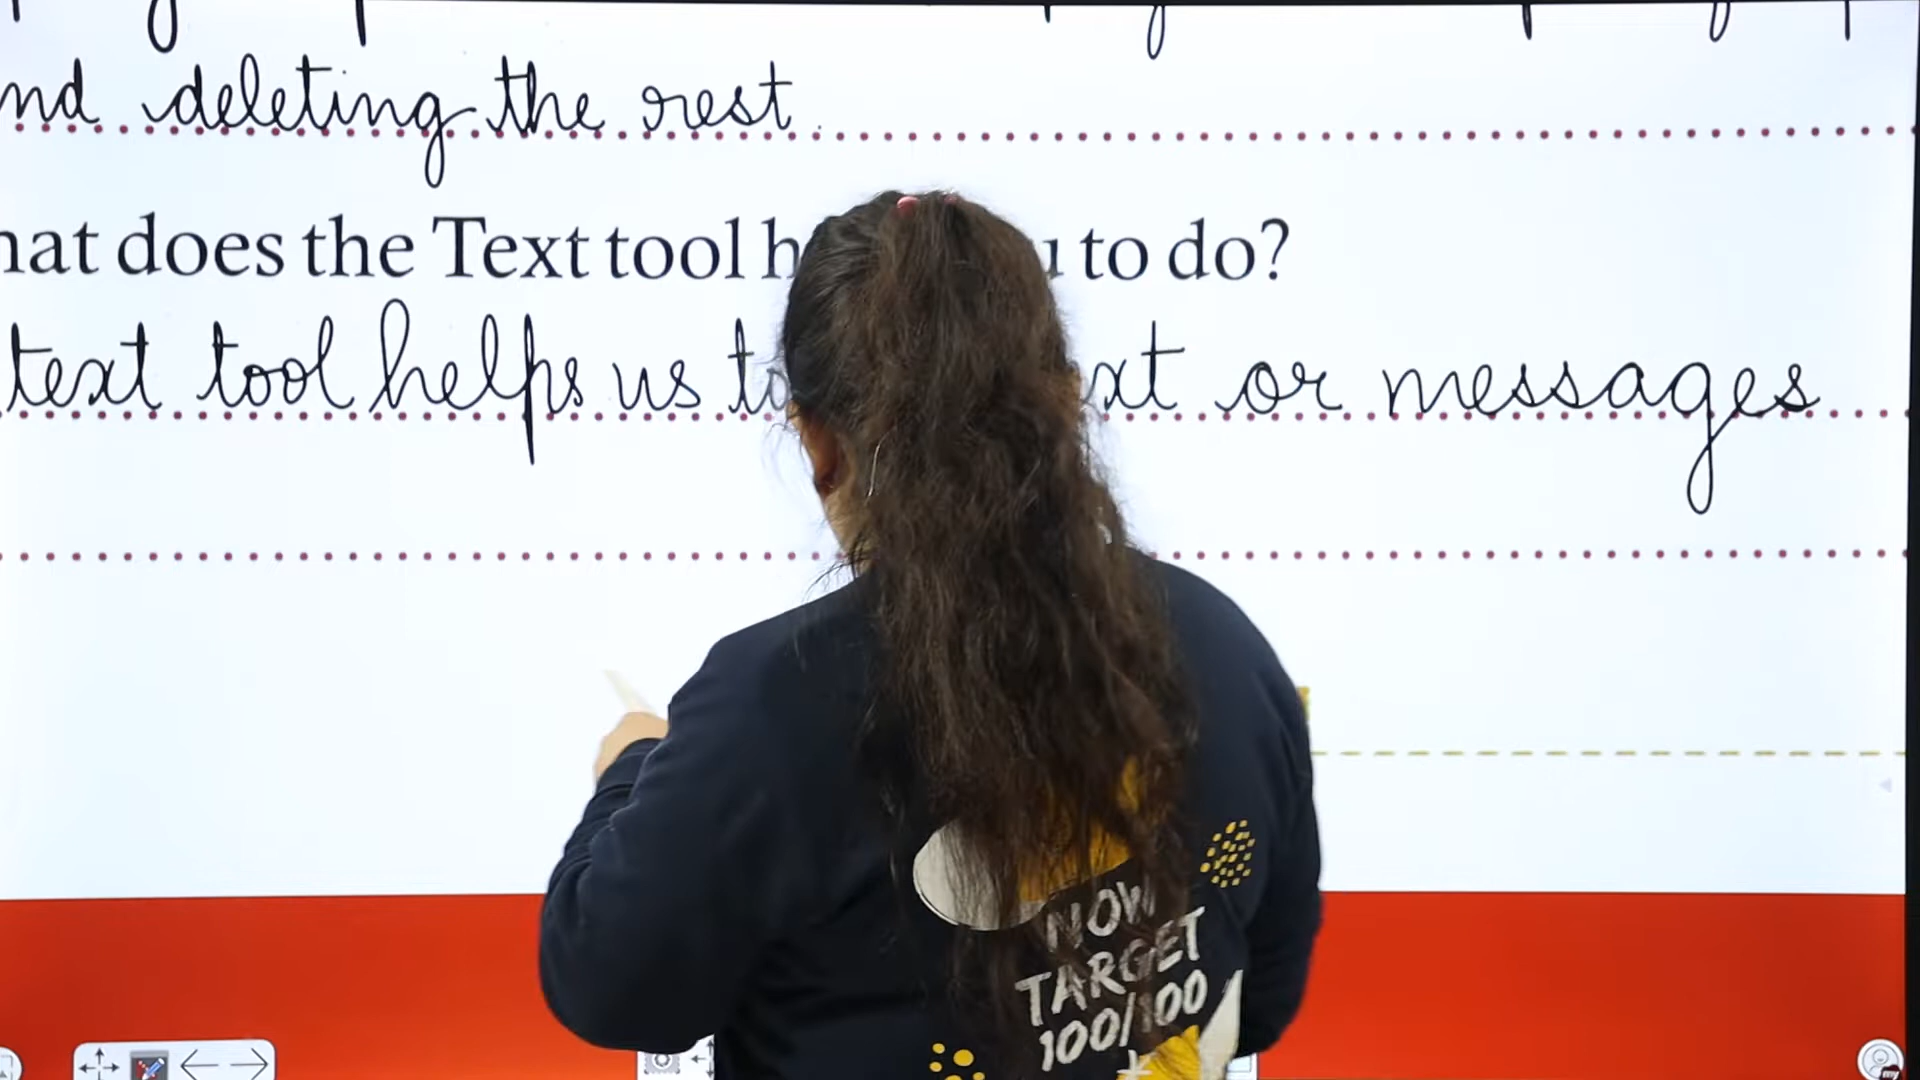 nd deleting the rest
hat does the Text tool h u to do?
text tool helps us to xt or messages
NOW
TARGET
100/100